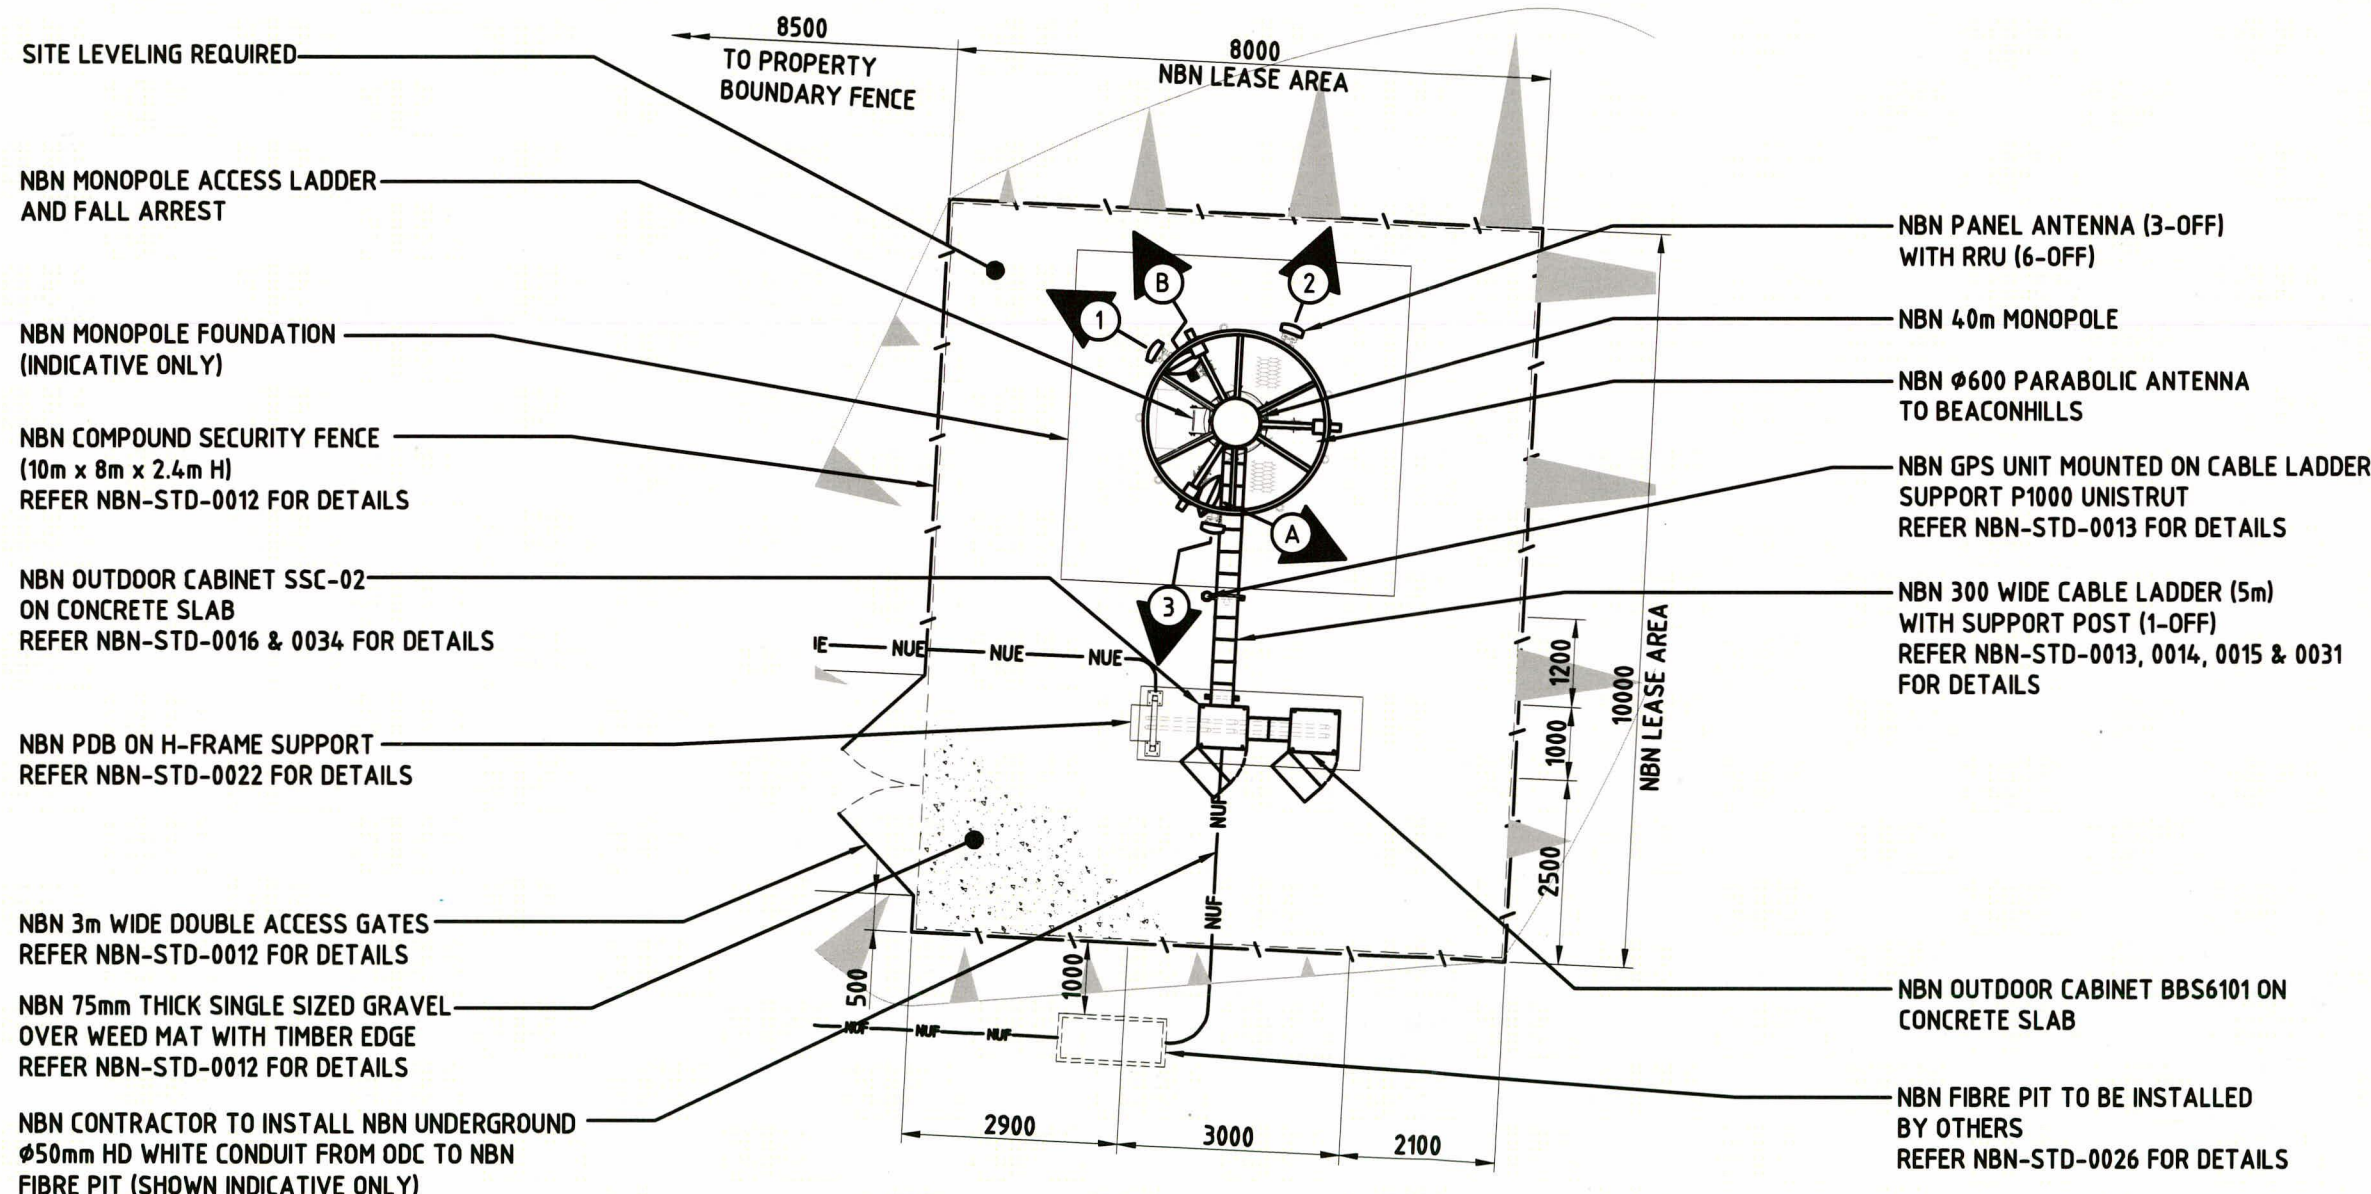 8500
TO PROPERTY
BOUNDARY FENCE
8000
NBN LEASE AREA
SITE LEVELING REQUIRED
NBN MONOPOLE ACCESS LADDER
AND FALL ARREST
NBN MONOPOLE FOUNDATION
(INDICATIVE ONLY)
NBN COMPOUND SECURITY FENCE
(10m x 8m x 2.4m H)
REFER NBN-STD-0012 FOR DETAILS
NBN OUTDOOR CABINET SSC-02
ON CONCRETE SLAB
REFER NBN-STD-0016 & 0034 FOR DETAILS
NBN PDB ON H-FRAME SUPPORT
REFER NBN-STD-0022 FOR DETAILS
NBN 3m WIDE DOUBLE ACCESS GATES
REFER NBN-STD-0012 FOR DETAILS
NBN 75mm THICK SINGLE SIZED GRAVEL
OVER WEED MAT WITH TIMBER EDGE
REFER NBN-STD-0012 FOR DETAILS
NBN CONTRACTOR TO INSTALL NBN UNDERGROUND
Ø50mm HD WHITE CONDUIT FROM ODC TO NBN
FIBRE PIT (SHOWN INDICATIVE ONLY)
B
2
1
A
3
NUE
NUE
NUE
NUF
NUF
NUF
NUF
NUF
500
1000
2900
3000
2100
1200
1000
2500
10000
NBN LEASE AREA
NBN PANEL ANTENNA (3-OFF)
WITH RRU (6-OFF)
NBN 40m MONOPOLE
NBN Ø600 PARABOLIC ANTENNA
TO BEACONHILLS
NBN GPS UNIT MOUNTED ON CABLE LADDER
SUPPORT P1000 UNISTRUT
REFER NBN-STD-0013 FOR DETAILS
NBN 300 WIDE CABLE LADDER (5m)
WITH SUPPORT POST (1-OFF)
REFER NBN-STD-0013, 0014, 0015 & 0031
FOR DETAILS
NBN OUTDOOR CABINET BBS6101 ON
CONCRETE SLAB
NBN FIBRE PIT TO BE INSTALLED
BY OTHERS
REFER NBN-STD-0026 FOR DETAILS